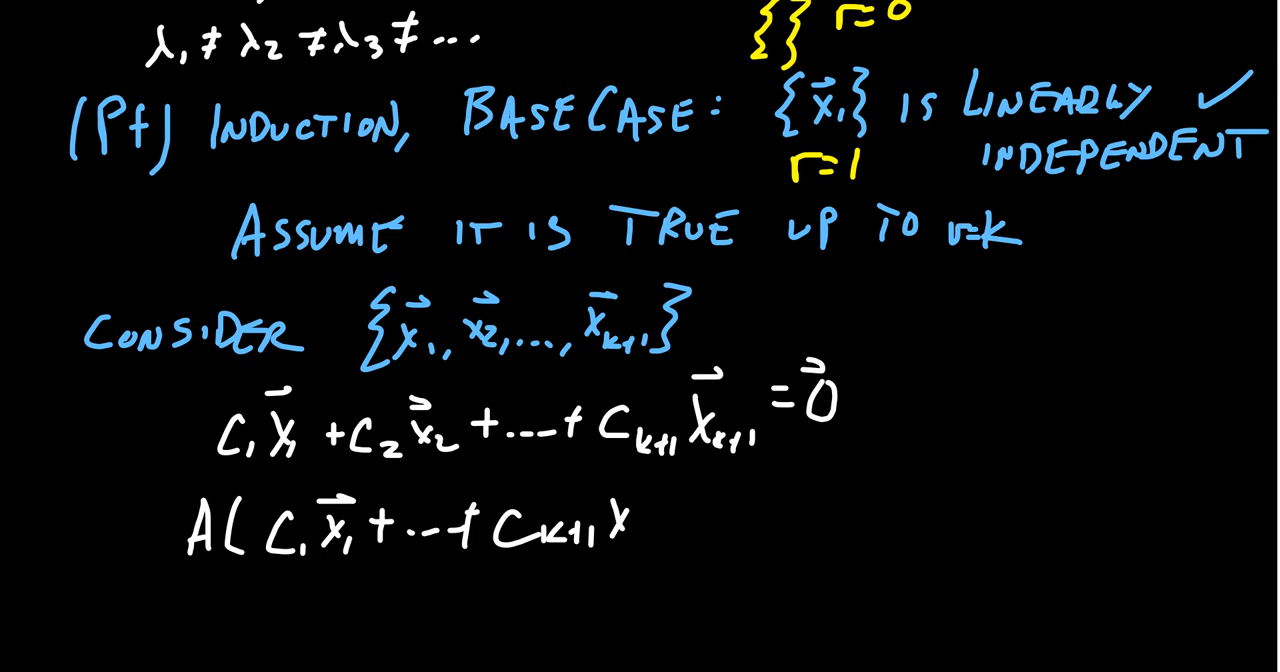 {} r=0
λ₁ ≠ λ₂ ≠ λ₃ ≠ ...
(Pf) INDUCTION, BASE CASE: {x⃗₁} IS LINEARLY INDEPENDENT ✓
r=1
ASSUME IT IS TRUE UP TO r=k
CONSIDER {x⃗₁, x⃗₂, ..., x⃗ₖ₊₁}
C₁x⃗₁ + C₂x⃗₂ + .... + Cₖ₊₁x⃗ₖ₊₁ = 0⃗
A( C₁x⃗₁ + ... + Cₖ₊₁ x